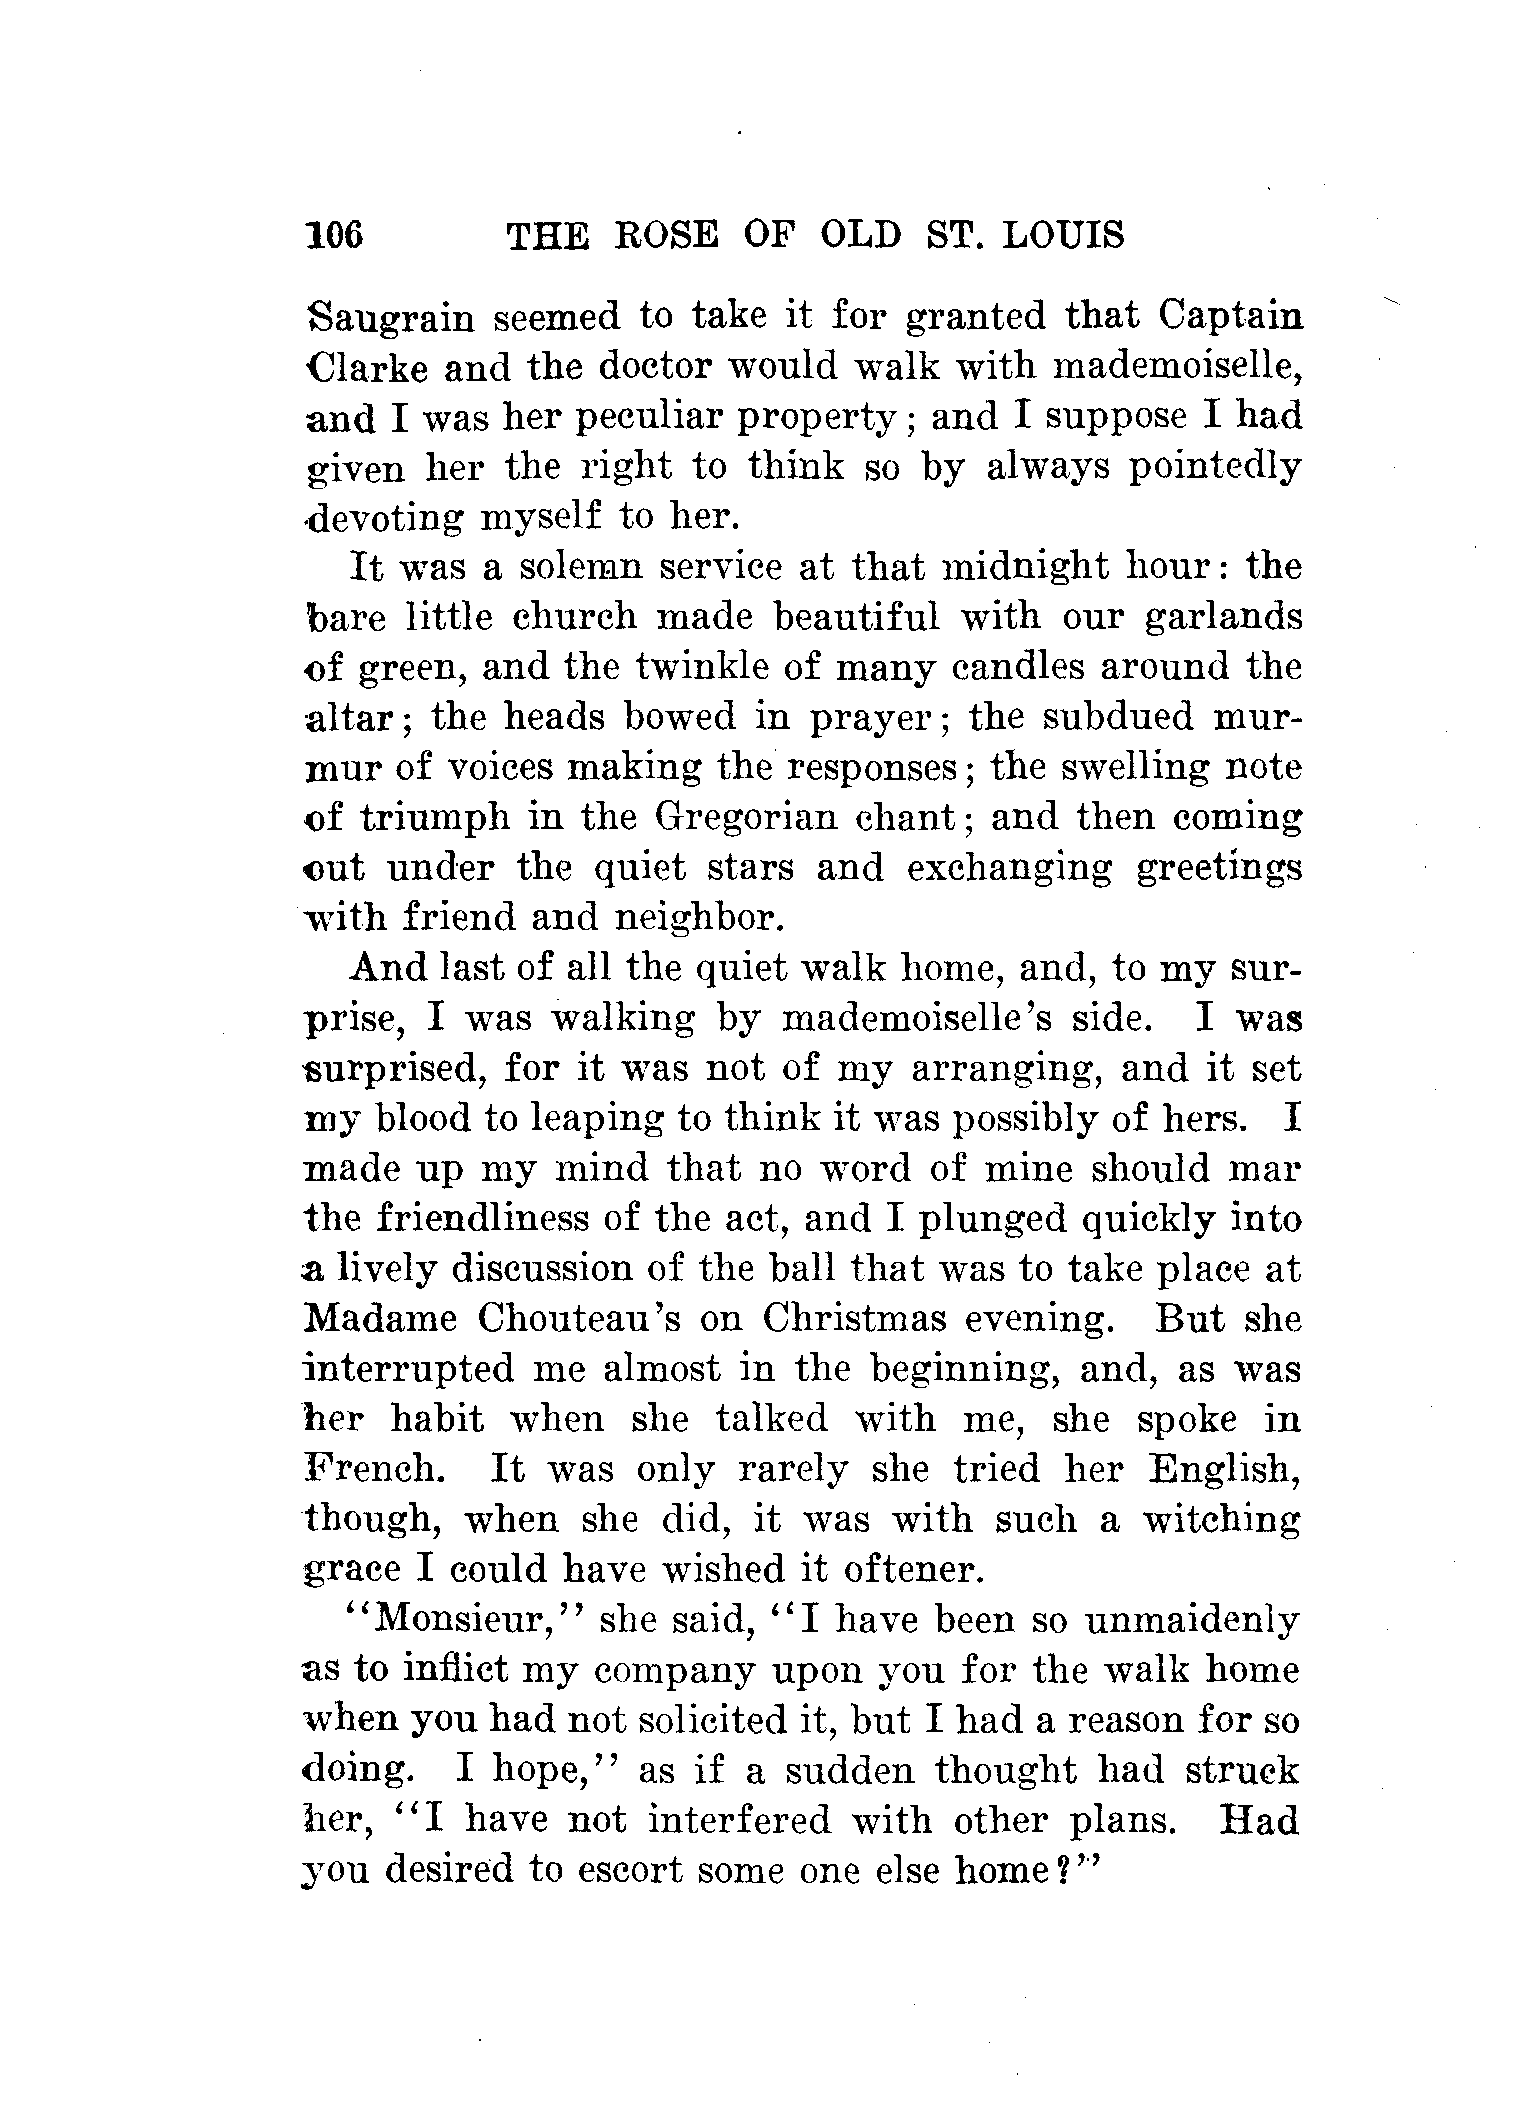 106 THE ROSE OF OLD ST. LOUIS
Saugrain seemed to take it for granted that Captain
Clarke and the doctor would walk with mademoiselle,
and I was her peculiar property; and I suppose I had
given her the right to think so by always pointedly
devoting myself to her.
It was a solemn service at that midnight hour: the
bare little church made beautiful with our garlands
of green, and the twinkle of many candles around the
altar; the heads bowed in prayer; the subdued mur-
mur of voices making the responses; the swelling note
of triumph in the Gregorian chant; and then coming
out under the quiet stars and exchanging greetings
with friend and neighbor.
And last of all the quiet walk home, and, to my sur-
prise, I was walking by mademoiselle's side. I was
surprised, for it was not of my arranging, and it set
my blood to leaping to think it was possibly of hers. I
made up my mind that no word of mine should mar
the friendliness of the act, and I plunged quickly into
a lively discussion of the ball that was to take place at
Madame Chouteau's on Christmas evening. But she
interrupted me almost in the beginning, and, as was
her habit when she talked with me, she spoke in
French. It was only rarely she tried her English,
though, when she did, it was with such a witching
grace I could have wished it oftener.
"Monsieur," she said, "I have been so unmaidenly
as to inflict my company upon you for the walk home
when you had not solicited it, but I had a reason for so
doing. I hope," as if a sudden thought had struck
her, "I have not interfered with other plans. Had
you desired to escort some one else home?"